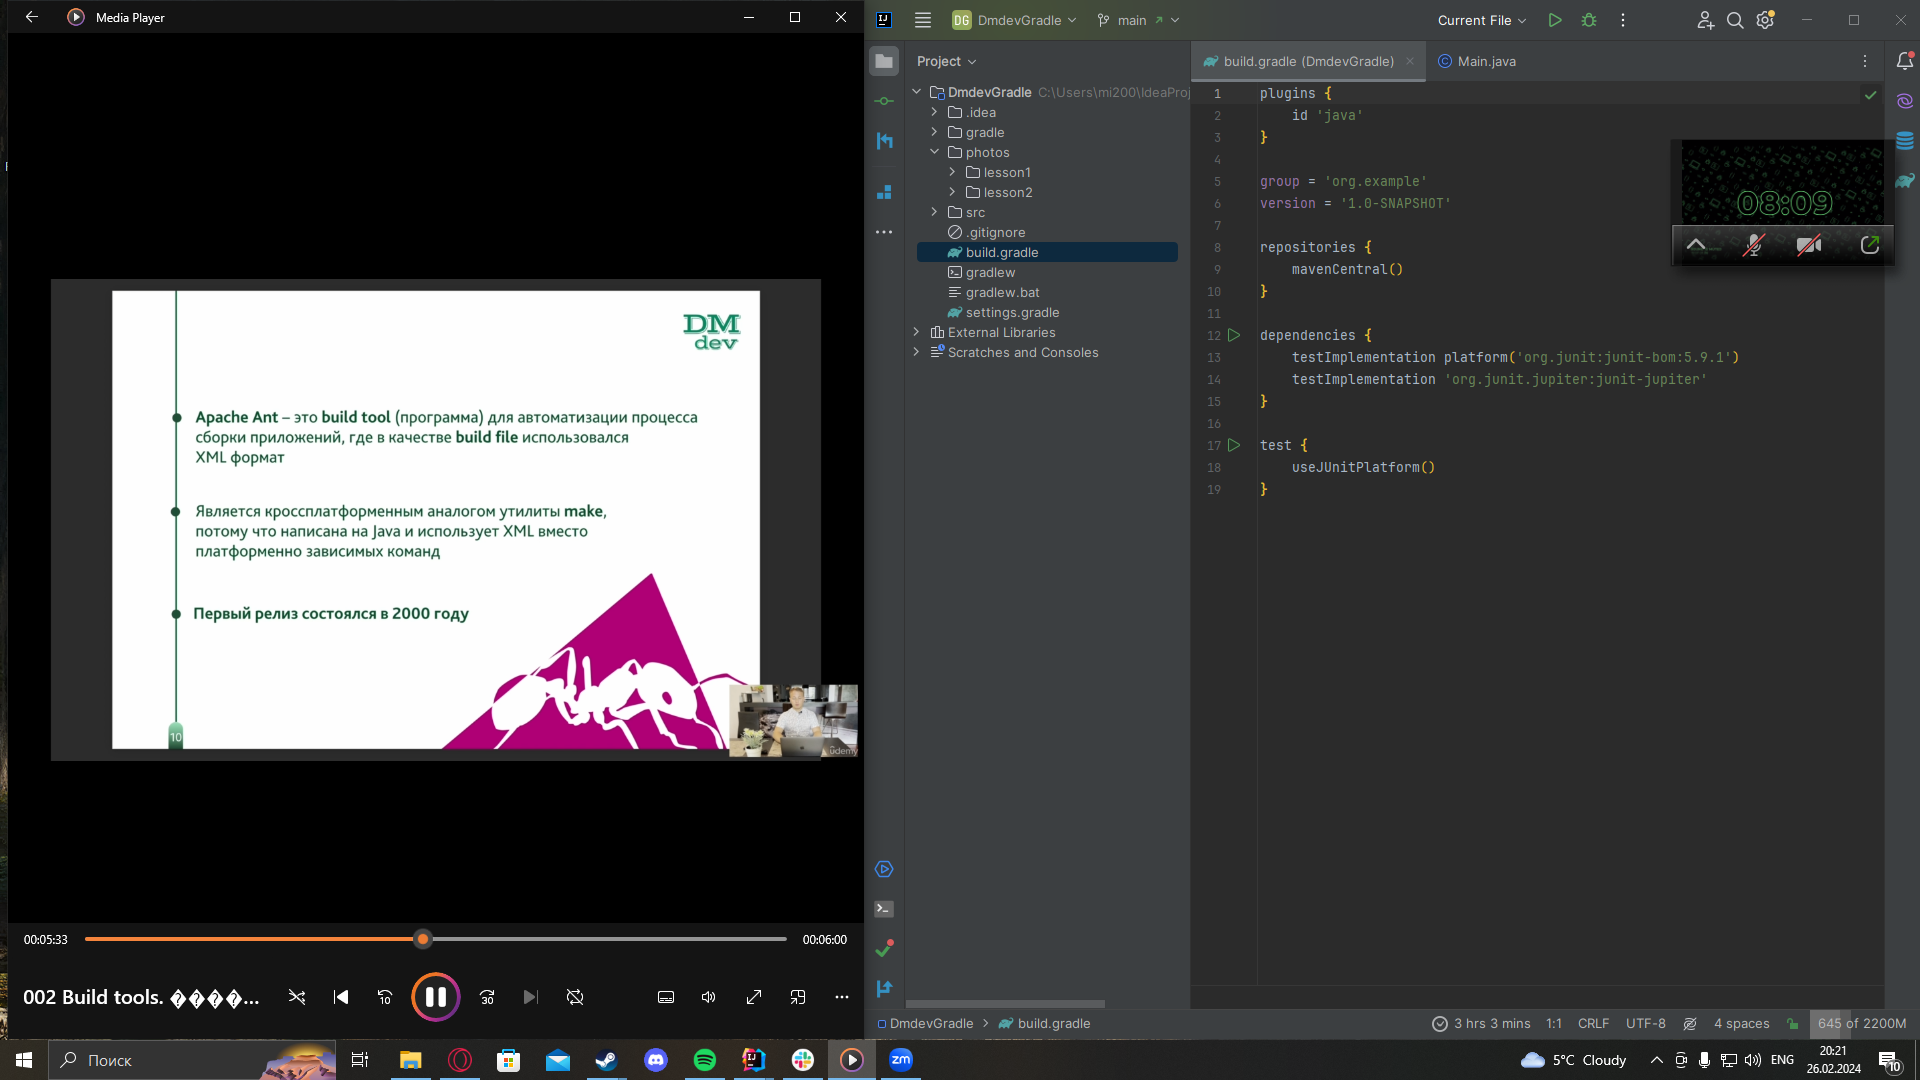 Media Player
DM
dev
Apache Ant – это build tool (программа) для автоматизации процесса
сборки приложений, где в качестве build file использовался
XML формат
Является кроссплатформенным аналогом утилиты make,
потому что написана на Java и использует XML вместо
платформенно зависимых команд
Первый релиз состоялся в 2000 году
10
udemy
00:05:33
00:06:00
002 Build tools. ����...
10
30
DG DmdevGradle
main
Current File
Project
DmdevGradle C:\Users\mi200\IdeaProj
.idea
gradle
photos
lesson1
lesson2
src
.gitignore
build.gradle
gradlew
gradlew.bat
settings.gradle
External Libraries
Scratches and Consoles
build.gradle (DmdevGradle)
Main.java
1 plugins {
2 id 'java'
3 }
4
5 group = 'org.example'
6 version = '1.0-SNAPSHOT'
7
8 repositories {
9 mavenCentral()
10 }
11
12 dependencies {
13 testImplementation platform('org.junit:junit-bom:5.9.1')
14 testImplementation 'org.junit.jupiter:junit-jupiter'
15 }
16
17 test {
18 useJUnitPlatform()
19 }
08:09
DmdevGradle > build.gradle
3 hrs 3 mins
1:1
CRLF
UTF-8
4 spaces
645 of 2200M
Поиск
zm
5°C Cloudy
ENG
20:21
26.02.2024
10